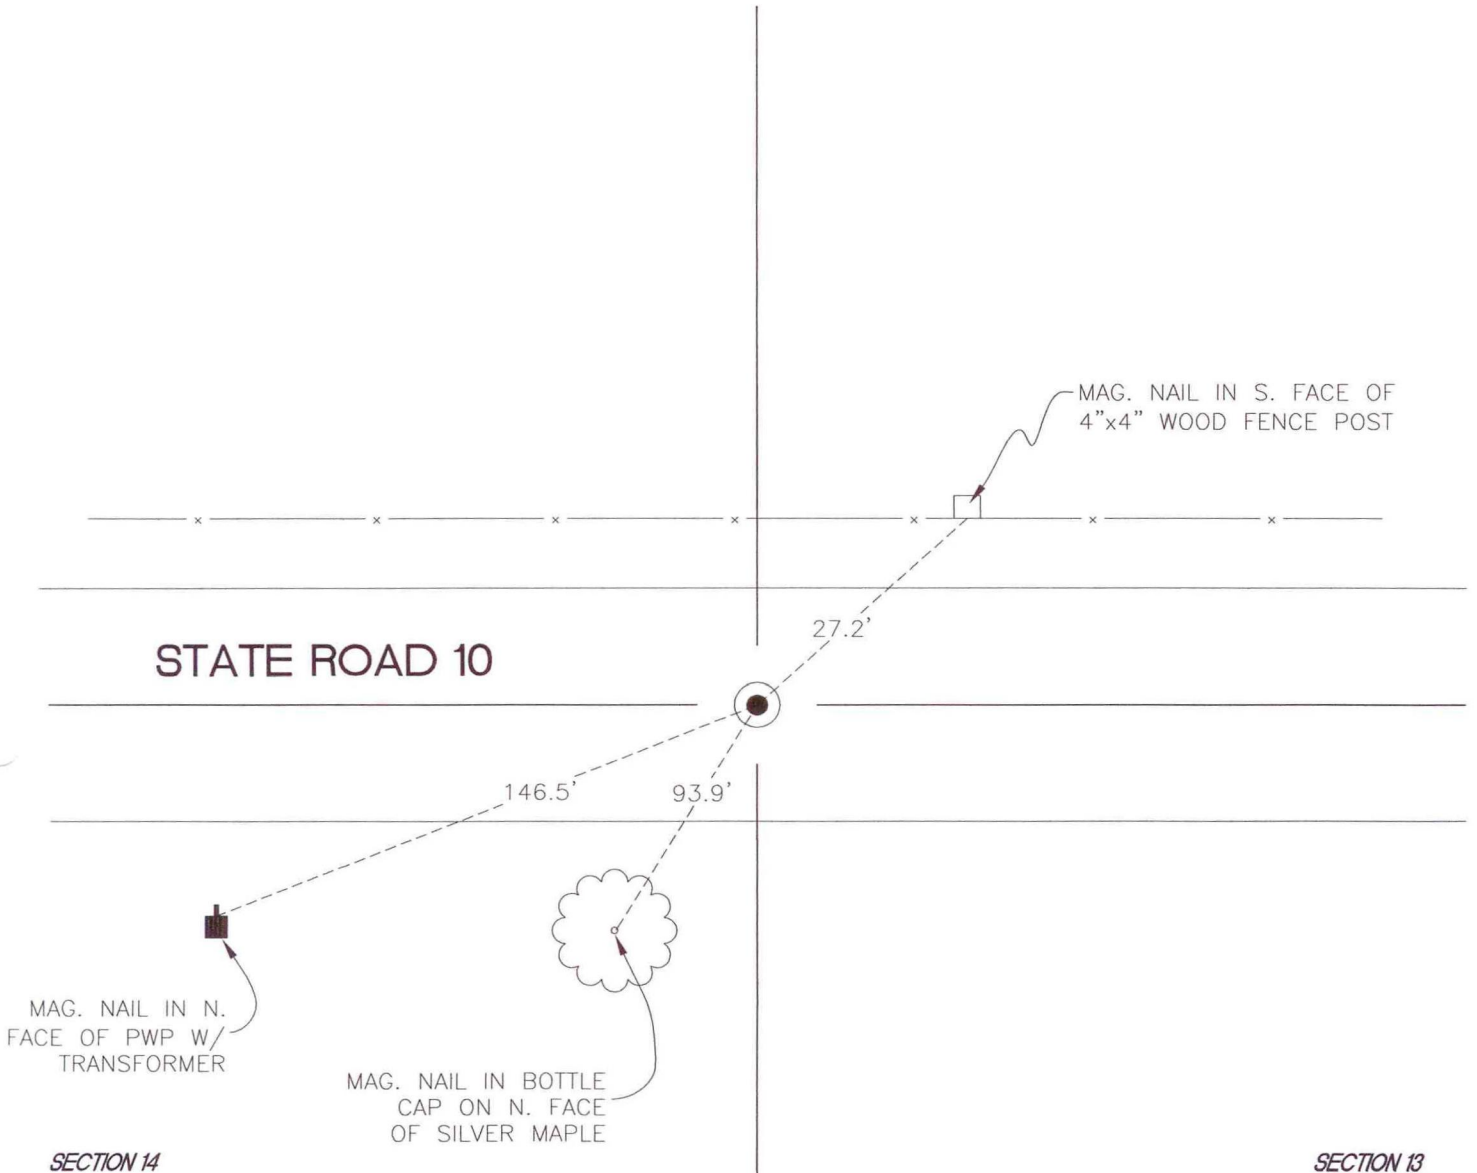 MAG. NAIL IN S. FACE OF
4"x4" WOOD FENCE POST
27.2'
STATE ROAD 10
146.5'
93.9'
MAG. NAIL IN N.
FACE OF PWP W/
TRANSFORMER
MAG. NAIL IN BOTTLE
CAP ON N. FACE
OF SILVER MAPLE
SECTION 14
SECTION 13